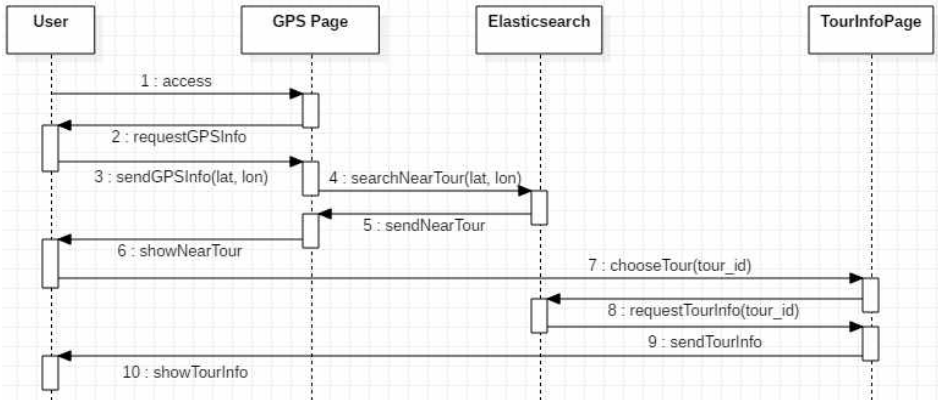 User
GPS Page
Elasticsearch
TourInfoPage
1 : access
2 : requestGPSInfo
3 : sendGPSInfo(lat, lon)
4 : searchNearTour(lat, lon)
5 : sendNearTour
6 : showNearTour
7 : chooseTour(tour_id)
8 : requestTourInfo(tour_id)
9 : sendTourInfo
10 : showTourInfo